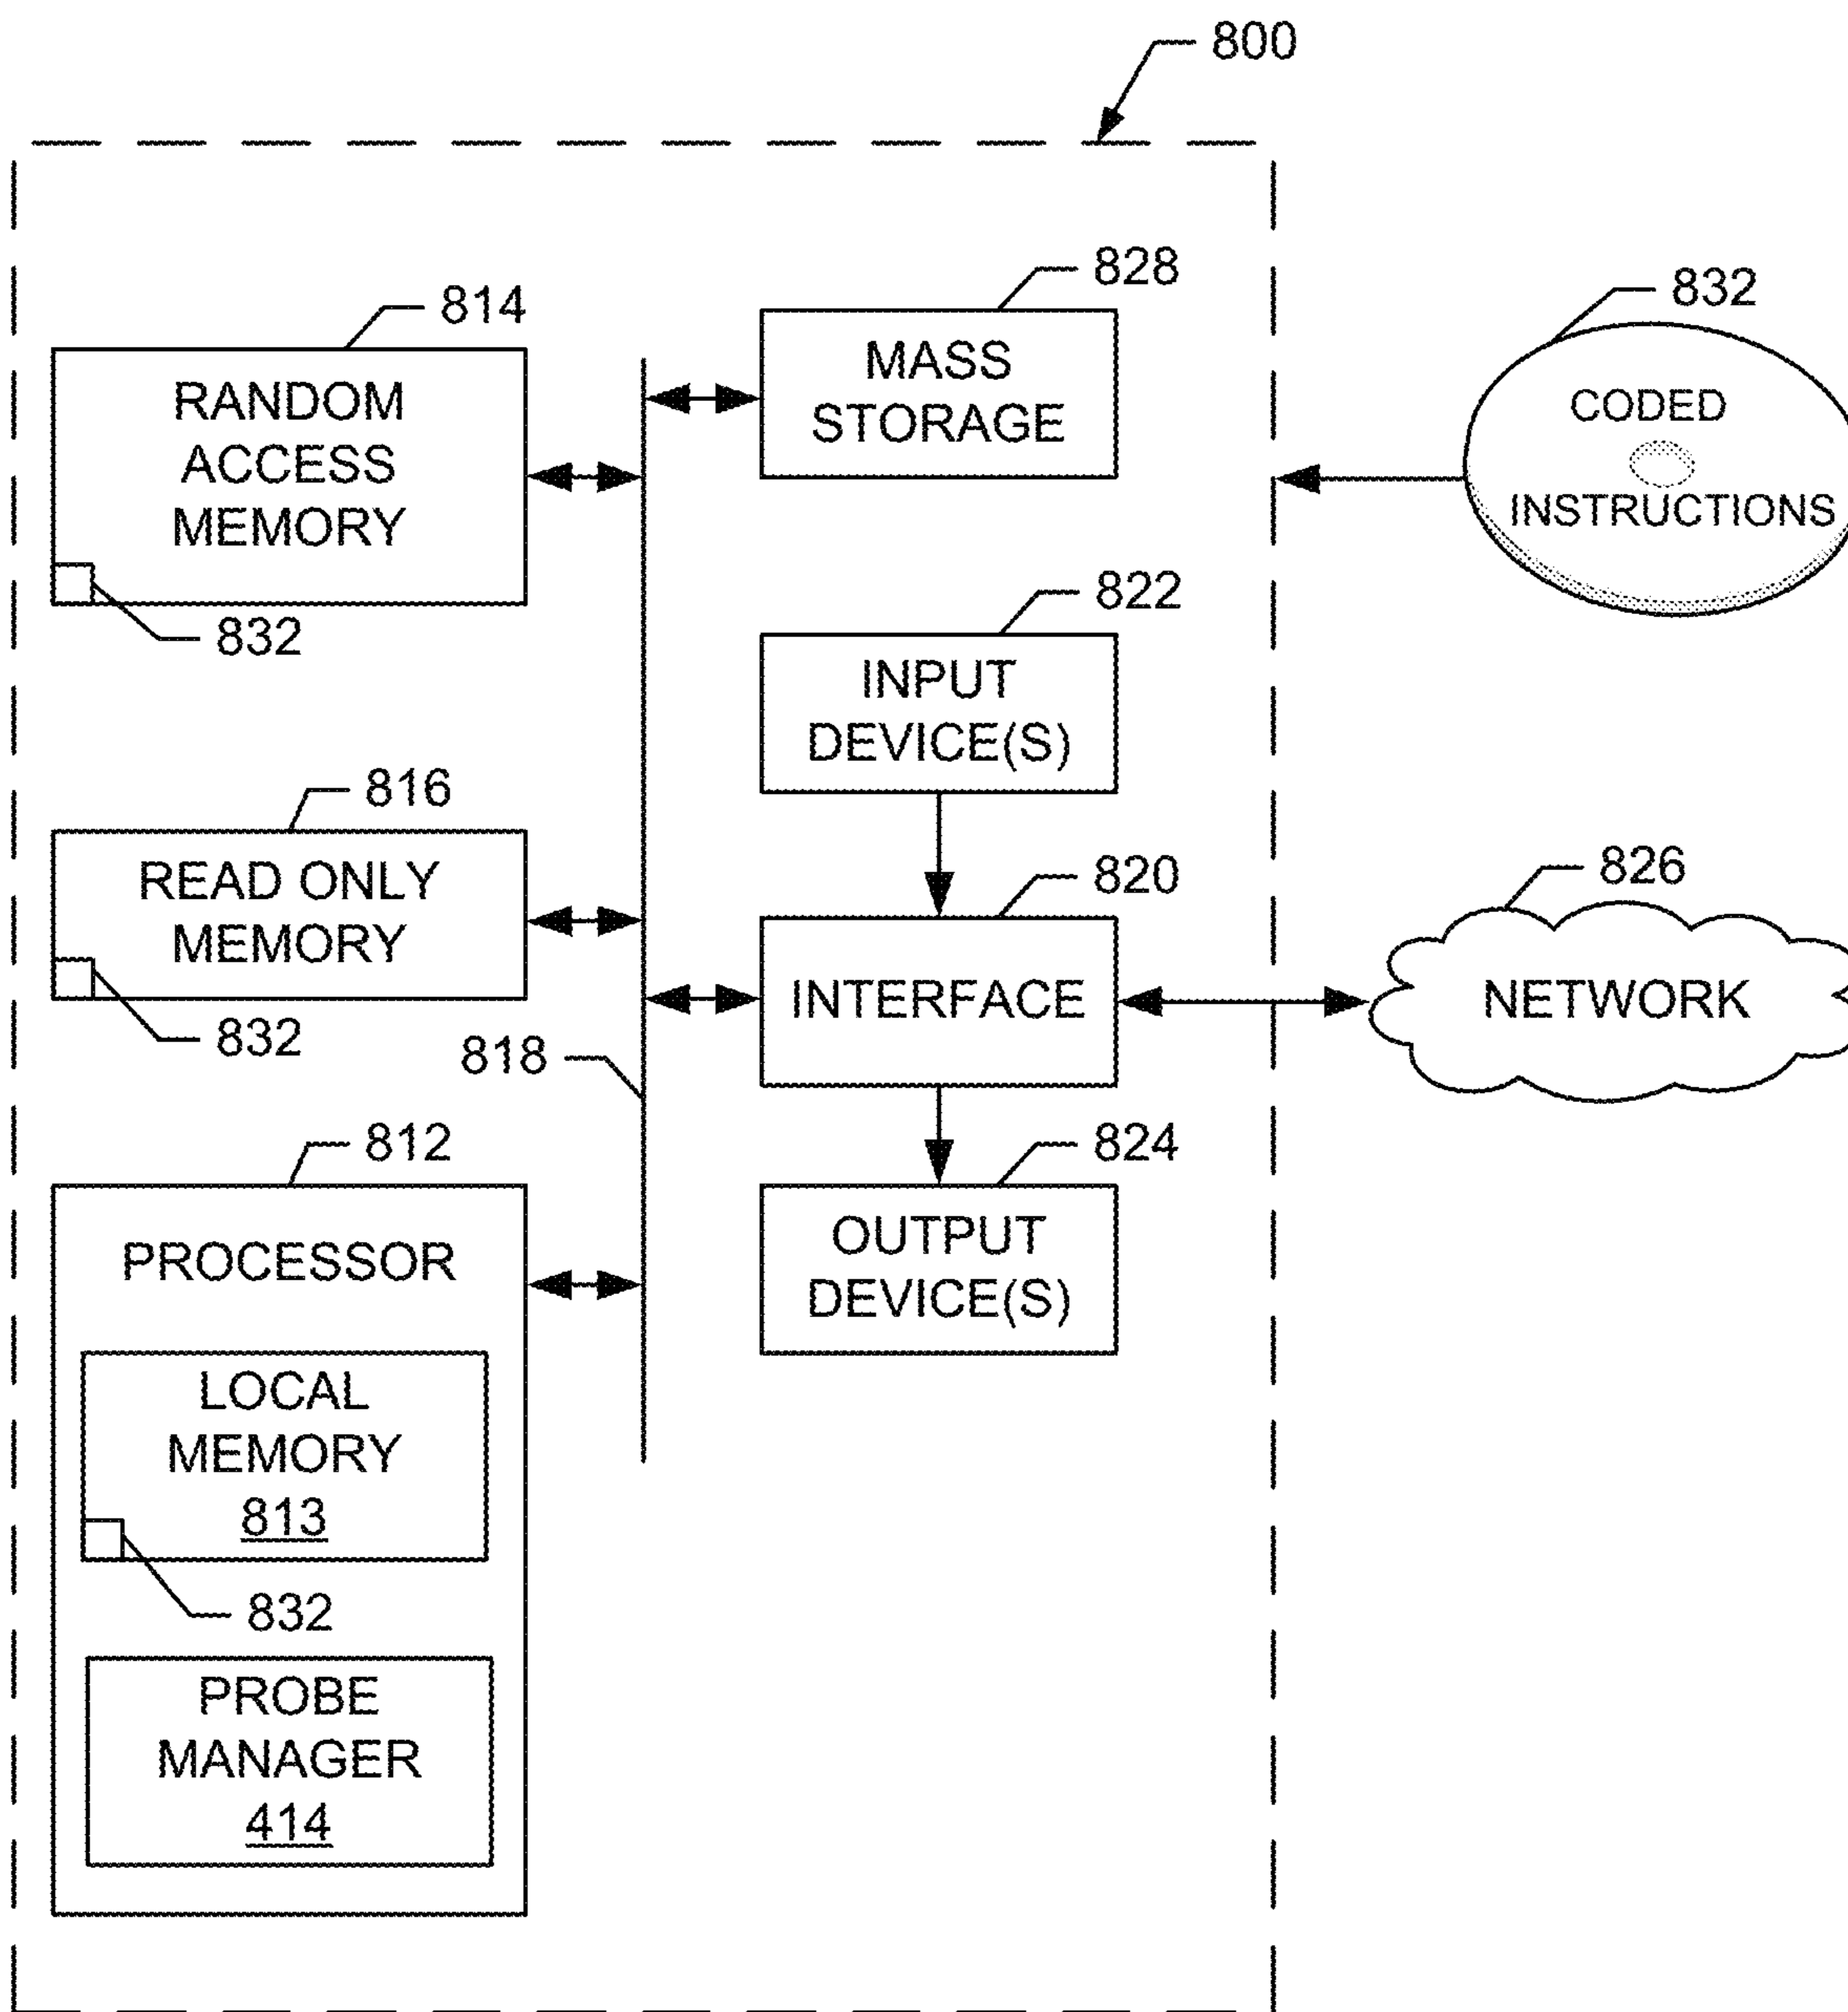 800
814
RANDOM
ACCESS
MEMORY
832
828
MASS
STORAGE
832
CODED
INSTRUCTIONS
822
INPUT
DEVICE(S)
816
READ ONLY
MEMORY
832
820
INTERFACE
826
NETWORK
818
812
PROCESSOR
LOCAL
MEMORY
813
832
PROBE
MANAGER
414
824
OUTPUT
DEVICE(S)